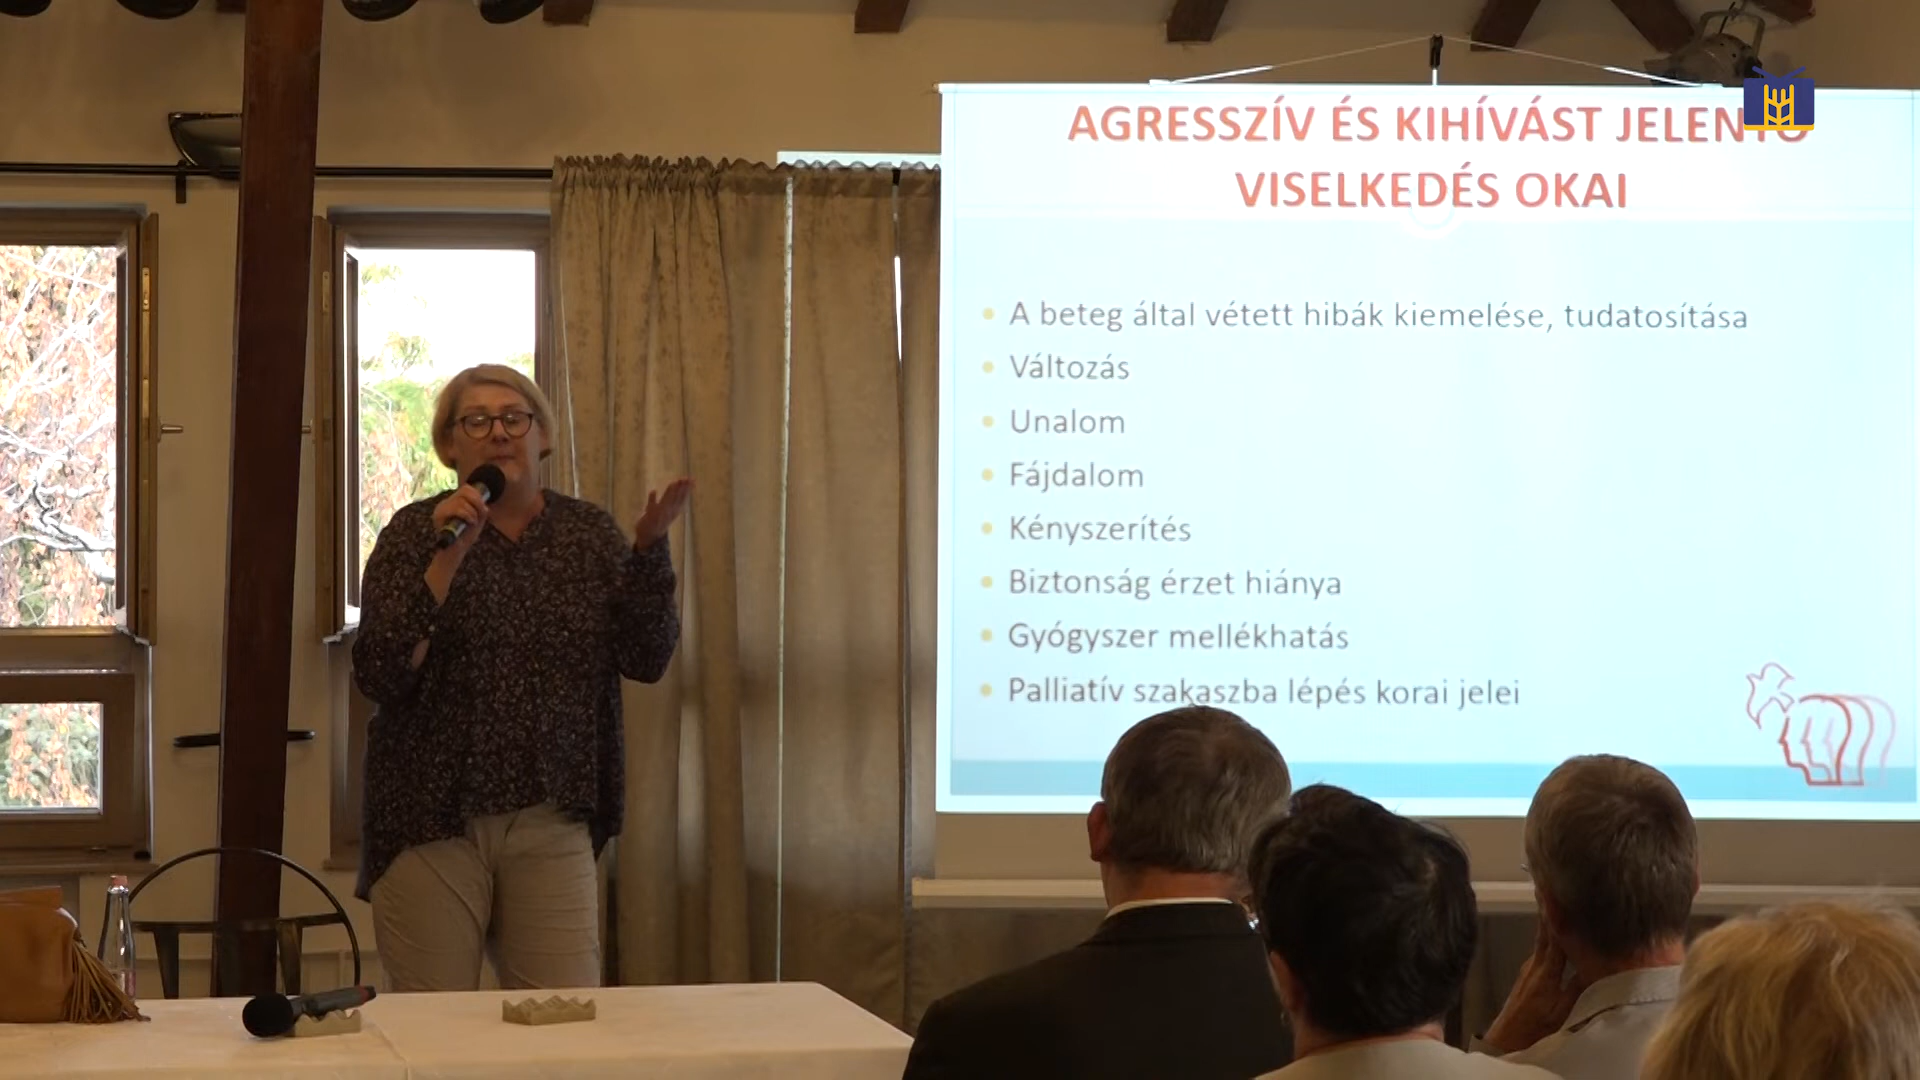 AGRESSZÍV ÉS KIHÍVÁST JELENTŐ
VISELKEDÉS OKAI
A beteg által vétett hibák kiemelése, tudatosítása
Változás
Unalom
Fájdalom
Kényszerítés
Biztonság érzet hiánya
Gyógyszer mellékhatás
Palliatív szakaszba lépés korai jelei